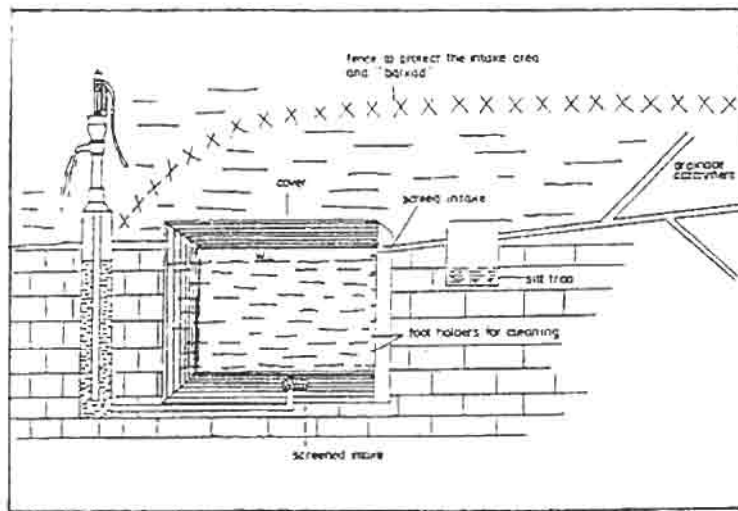 fence to protect the intake area
and "barkad"
drainage
catchment
cover
screed intake
silt trap
foot holders for cleaning
screened intake